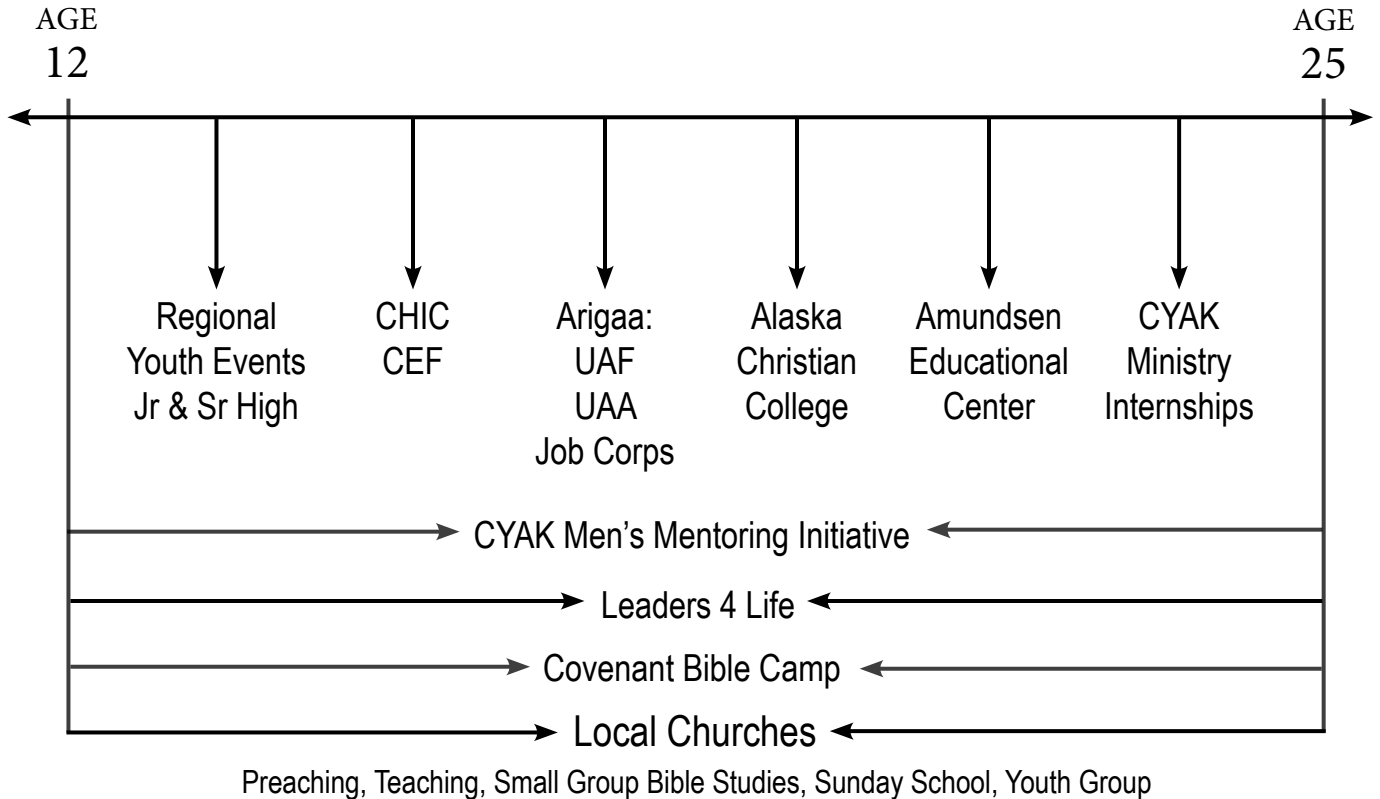 AGE
12
AGE
25
Regional
Youth Events
Jr & Sr High
CHIC
CEF
Arigaa:
UAF
UAA
Job Corps
Alaska
Christian
College
Amundsen
Educational
Center
CYAK
Ministry
Internships
CYAK Men’s Mentoring Initiative
Leaders 4 Life
Covenant Bible Camp
Local Churches
Preaching, Teaching, Small Group Bible Studies, Sunday School, Youth Group